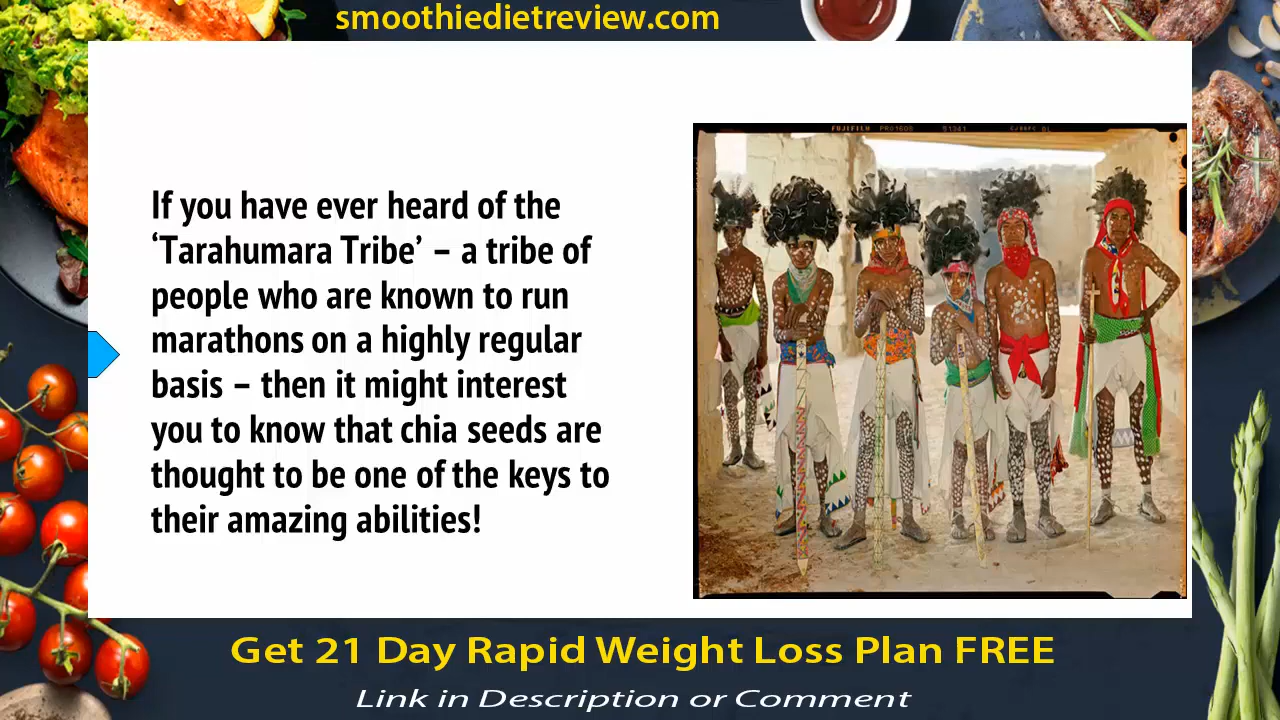 smoothiedietreview.com
If you have ever heard of the
‘Tarahumara Tribe’ – a tribe of
people who are known to run
marathons on a highly regular
basis – then it might interest
you to know that chia seeds are
thought to be one of the keys to
their amazing abilities!
FUJIFILM PRO160S
Get 21 Day Rapid Weight Loss Plan FREE
Link in Description or Comment